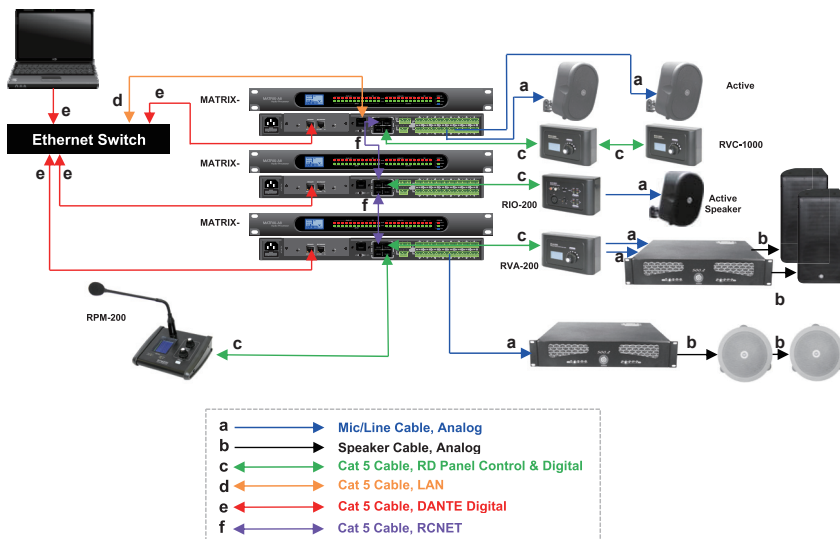 e
d
e
Ethernet Switch
e
e
MATRIX-
MATRIX-
MATRIX-
f
f
a
a
Active
c
c
RVC-1000
c
RIO-200
a
Active
Speaker
c
RVA-200
a
a
b
b
RPM-200
c
a
b
b
a Mic/Line Cable, Analog
b Speaker Cable, Analog
c Cat 5 Cable, RD Panel Control & Digital
d Cat 5 Cable, LAN
e Cat 5 Cable, DANTE Digital
f Cat 5 Cable, RCNET